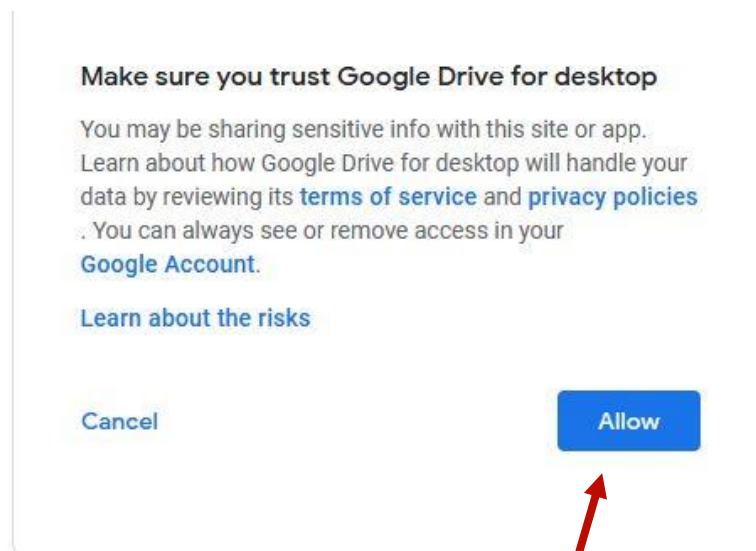 Make sure you trust Google Drive for desktop
You may be sharing sensitive info with this site or app.
Learn about how Google Drive for desktop will handle your
data by reviewing its terms of service and privacy policies
. You can always see or remove access in your
Google Account.
Learn about the risks
Cancel
Allow